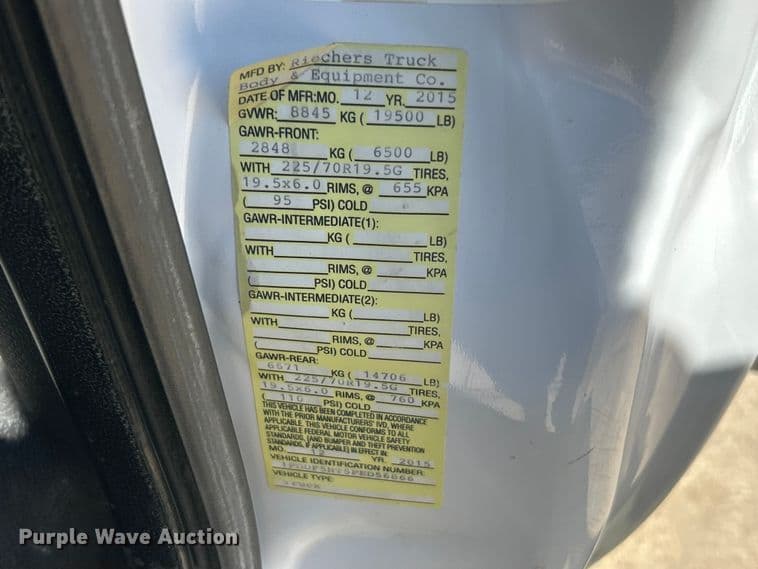 MFD BY: Riechers Truck
Body & Equipment Co.
DATE OF MFR:MO. 12 YR. 2015
GVWR: 8845 KG ( 19500 LB)
GAWR-FRONT:
2848 KG ( 6500 LB)
WITH 225/70R19.5G TIRES,
19.5x6.0 RIMS, @ 655 KPA
( 95 PSI) COLD
GAWR-INTERMEDIATE(1):
KG ( LB)
WITH TIRES,
RIMS, @ KPA
( PSI) COLD
GAWR-INTERMEDIATE(2):
KG ( LB)
WITH TIRES,
RIMS, @ KPA
( PSI) COLD
GAWR-REAR:
6671 KG ( 14706 LB)
WITH 225/70R19.5G TIRES,
19.5x6.0 RIMS, @ 760 KPA
( 110 PSI) COLD
THIS VEHICLE HAS BEEN COMPLETED IN ACCORDANCE
WITH THE PRIOR MANUFACTURERS' IVD, WHERE
APPLICABLE. THIS VEHICLE CONFORMS TO ALL
APPLICABLE FEDERAL MOTOR VEHICLE SAFETY
STANDARDS, (AND BUMPER AND THEFT PREVENTION
STANDARDS, IF APPLICABLE) IN EFFECT IN:
MO. 12 YR. 2015
VEHICLE IDENTIFICATION NUMBER:
VEHICLE TYPE:
Truck
Purple Wave Auction